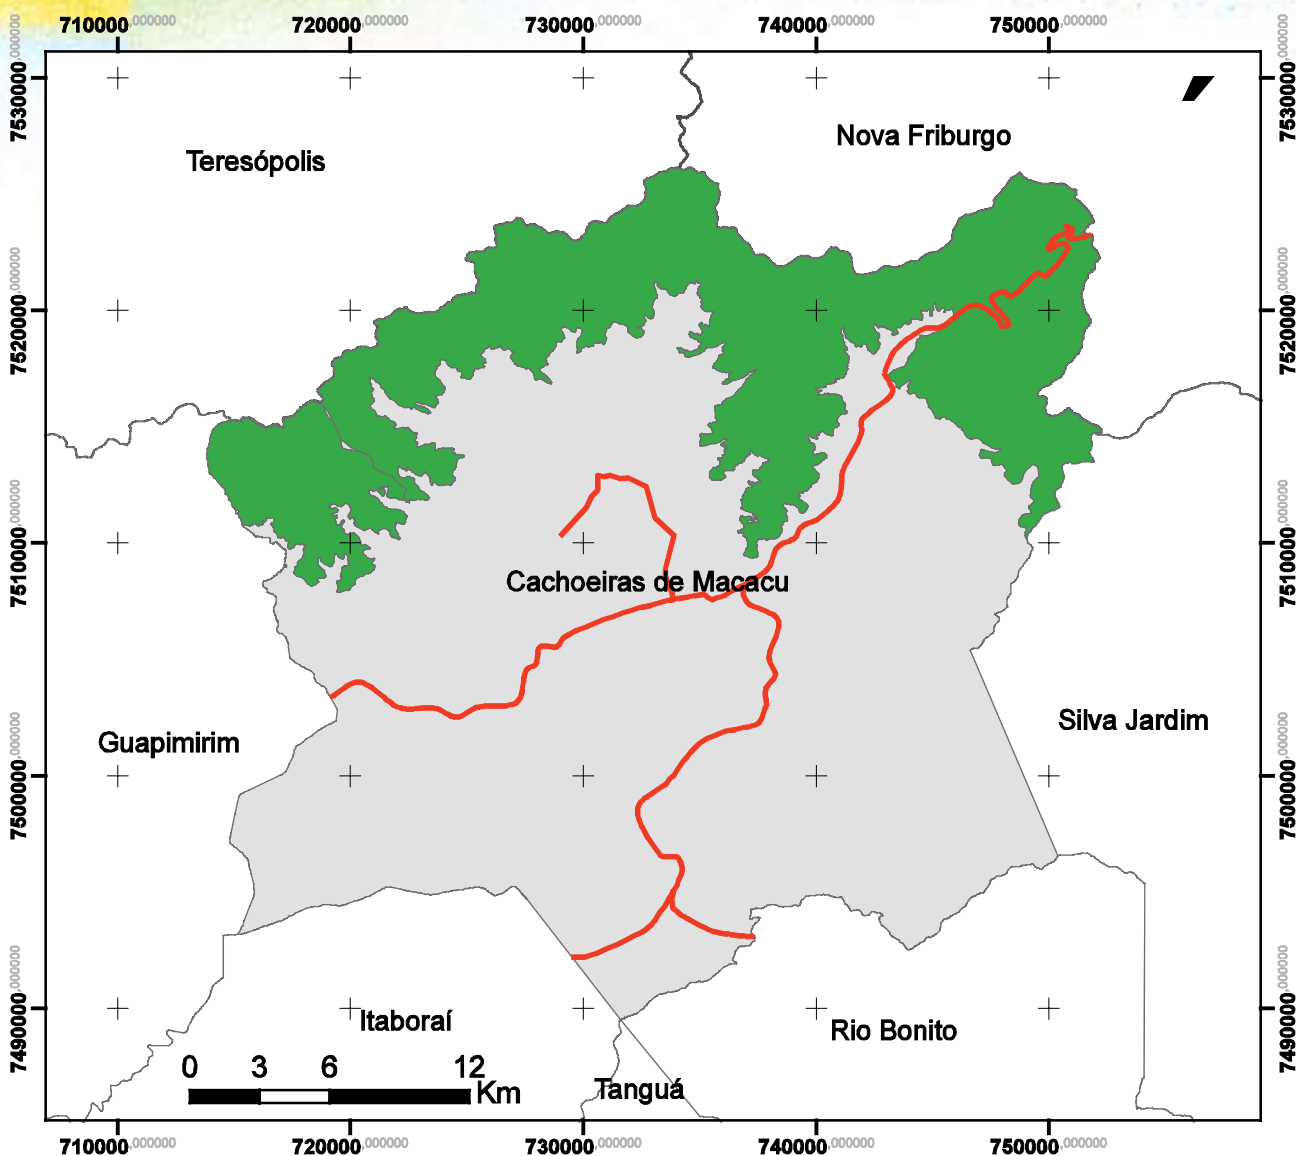 710000,000000 720000,000000 730000,000000 740000,000000 750000,000000
7530000,000000
7530000,000000
Nova Friburgo
Teresópolis
7520000,000000
7520000,000000
7510000,000000
7510000,000000
Cachoeiras de Macacu
Silva Jardim
Guapimirim
7500000,000000
7500000,000000
7490000,000000
7490000,000000
Itaboraí
Rio Bonito
0 3 6 12
Km
Tanguá
710000,000000 720000,000000 730000,000000 740000,000000 750000,000000